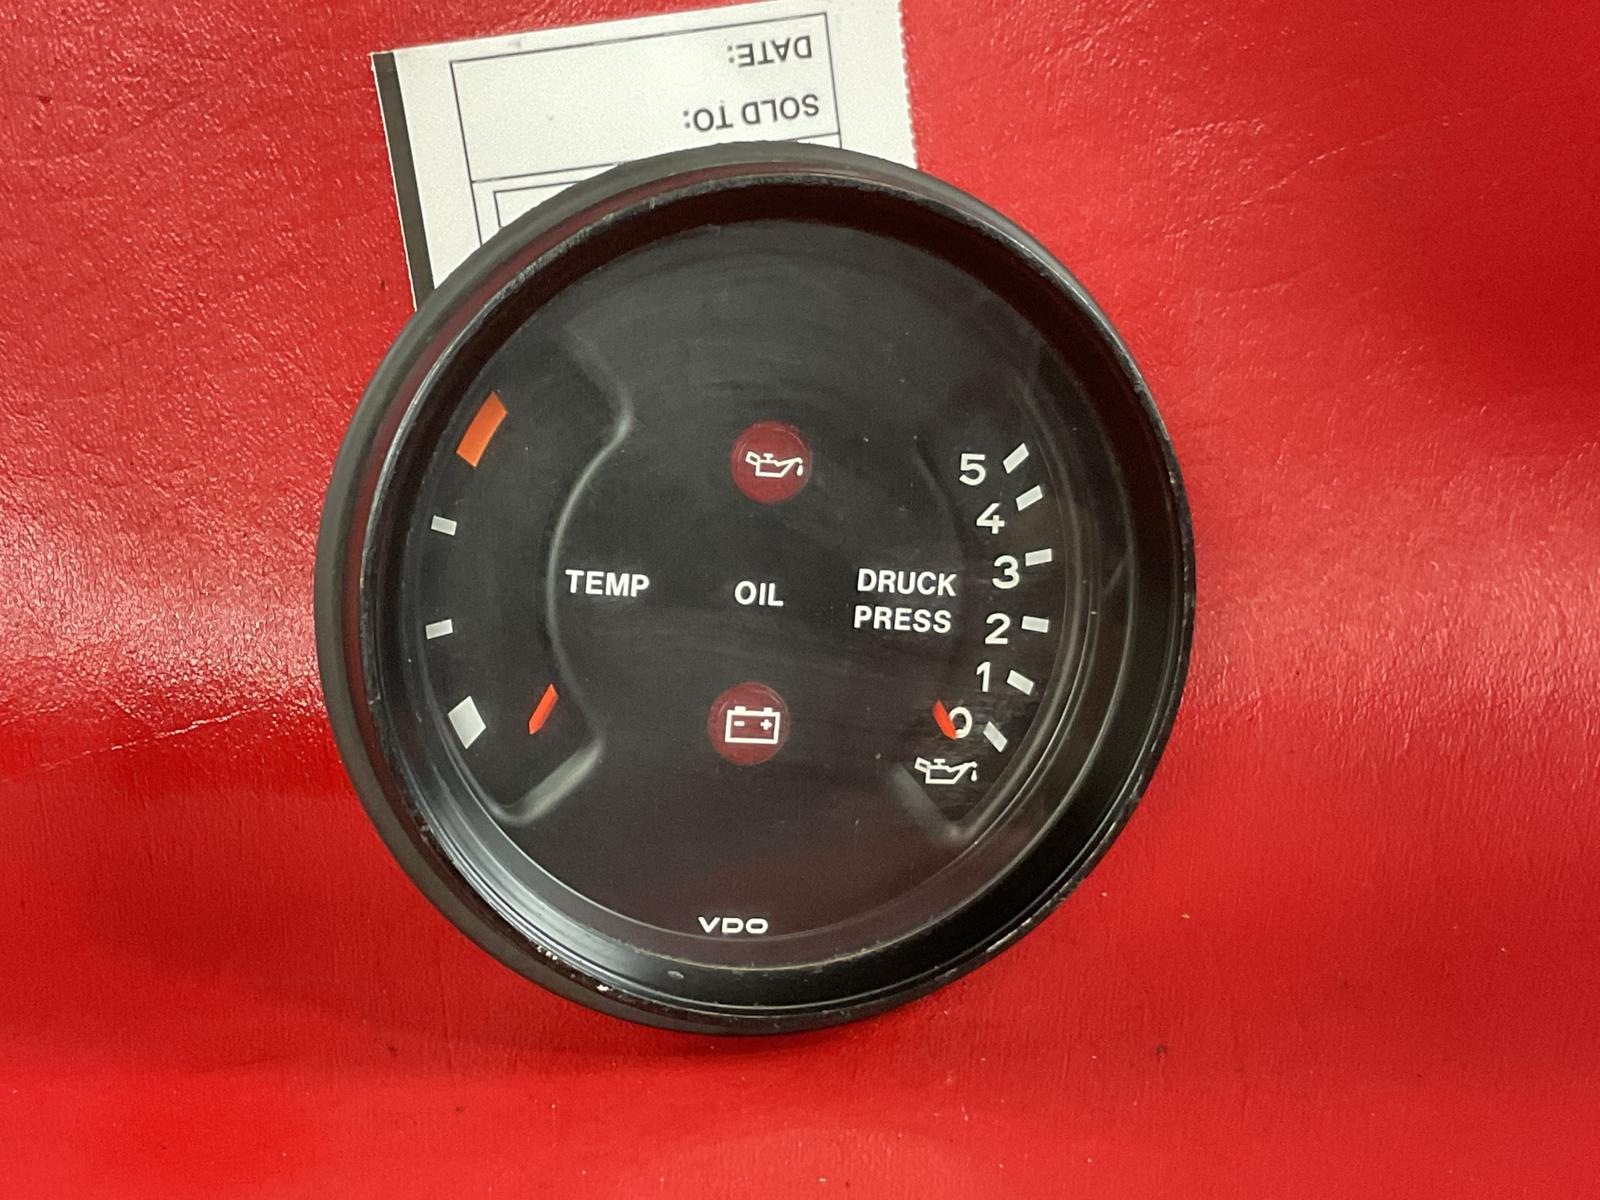 DATE:
SOLD TO:
5
4
3
2
1
0
TEMP
OIL
DRUCK
PRESS
- +
VDO